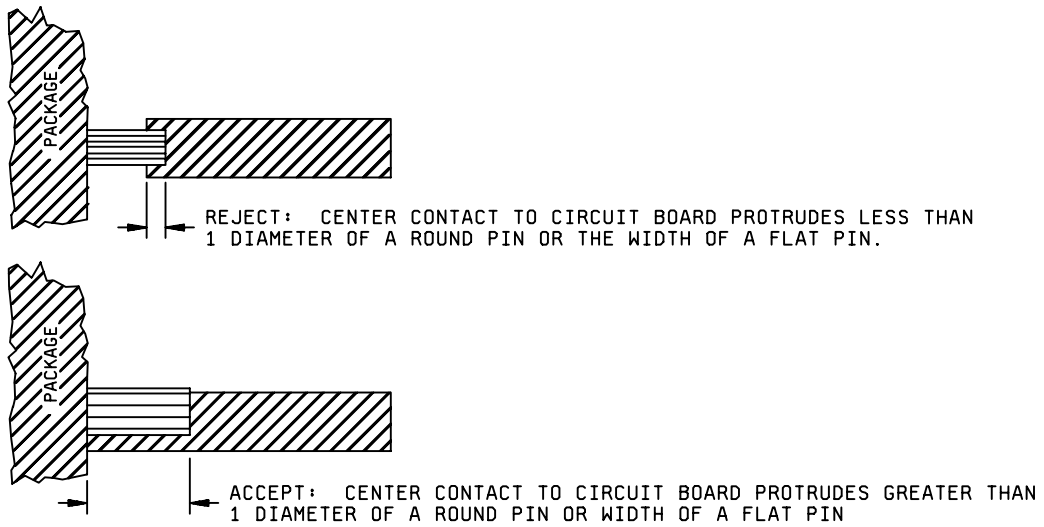 PACKAGE
REJECT: CENTER CONTACT TO CIRCUIT BOARD PROTRUDES LESS THAN
1 DIAMETER OF A ROUND PIN OR THE WIDTH OF A FLAT PIN.
PACKAGE
ACCEPT: CENTER CONTACT TO CIRCUIT BOARD PROTRUDES GREATER THAN
1 DIAMETER OF A ROUND PIN OR WIDTH OF A FLAT PIN